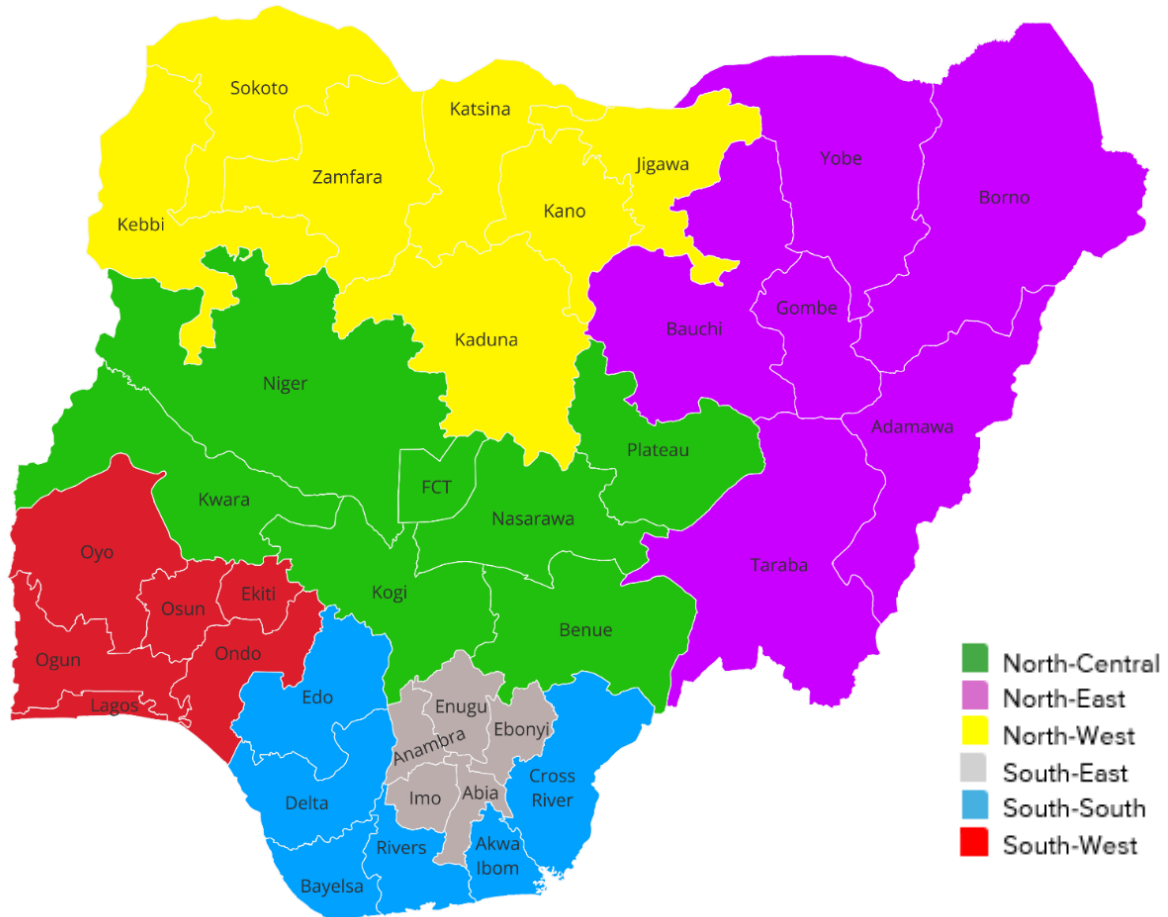 Sokoto
Katsina
Zamfara
Jigawa
Yobe
Borno
Kebbi
Kano
Kaduna
Bauchi
Gombe
Niger
Adamawa
Plateau
FCT
Kwara
Nasarawa
Oyo
Taraba
Kogi
Ekiti
Osun
Benue
Ogun
Ondo
Lagos
Edo
Enugu
Ebonyi
Anambra
Cross
River
Imo
Abia
Delta
Rivers
Akwa
Ibom
Bayelsa
North-Central
North-East
North-West
South-East
South-South
South-West